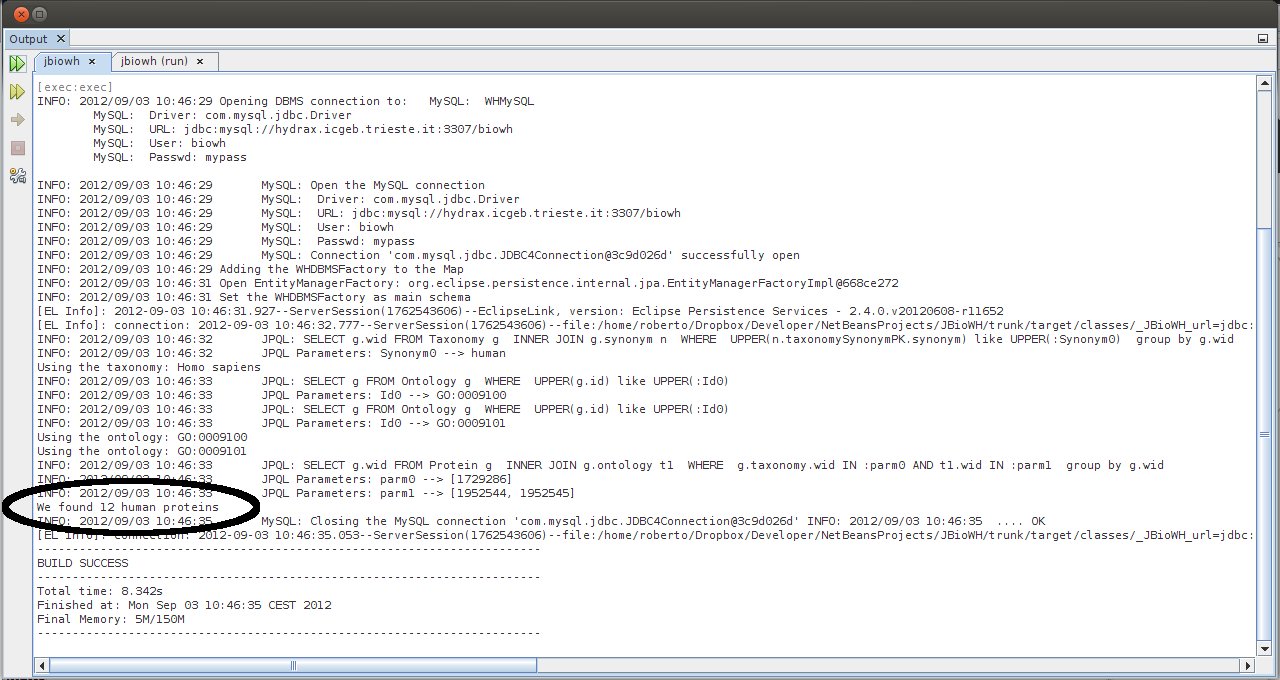 Output
jbiowh jbiowh (run)
[exec:exec]
INFO: 2012/09/03 10:46:29 Opening DBMS connection to: MySQL: WHMySQL
MySQL: Driver: com.mysql.jdbc.Driver
MySQL: URL: jdbc:mysql://hydrax.icgeb.trieste.it:3307/biowh
MySQL: User: biowh
MySQL: Passwd: mypass
INFO: 2012/09/03 10:46:29 MySQL: Open the MySQL connection
INFO: 2012/09/03 10:46:29 MySQL: Driver: com.mysql.jdbc.Driver
INFO: 2012/09/03 10:46:29 MySQL: URL: jdbc:mysql://hydrax.icgeb.trieste.it:3307/biowh
INFO: 2012/09/03 10:46:29 MySQL: User: biowh
INFO: 2012/09/03 10:46:29 MySQL: Passwd: mypass
INFO: 2012/09/03 10:46:29 MySQL: Connection 'com.mysql.jdbc.JDBC4Connection@3c9d026d' successfully open
INFO: 2012/09/03 10:46:29 Adding the WHDBMSFactory to the Map
INFO: 2012/09/03 10:46:31 Open EntityManagerFactory: org.eclipse.persistence.internal.jpa.EntityManagerFactoryImpl@668ce272
INFO: 2012/09/03 10:46:31 Set the WHDBMSFactory as main schema
[EL Info]: 2012-09-03 10:46:31.927--ServerSession(1762543606)--EclipseLink, version: Eclipse Persistence Services - 2.4.0.v20120608-r11652
[EL Info]: connection: 2012-09-03 10:46:32.777--ServerSession(1762543606)--file:/home/roberto/Dropbox/Developer/NetBeansProjects/JBioWH/trunk/target/classes/_JBioWH_url=jdbc:
INFO: 2012/09/03 10:46:32 JPQL: SELECT g.wid FROM Taxonomy g INNER JOIN g.synonym n WHERE UPPER(n.taxonomySynonymPK.synonym) like UPPER(:Synonym0) group by g.wid
INFO: 2012/09/03 10:46:32 JPQL Parameters: Synonym0 --> human
Using the taxonomy: Homo sapiens
INFO: 2012/09/03 10:46:33 JPQL: SELECT g FROM Ontology g WHERE UPPER(g.id) like UPPER(:Id0)
INFO: 2012/09/03 10:46:33 JPQL Parameters: Id0 --> GO:0009100
INFO: 2012/09/03 10:46:33 JPQL: SELECT g FROM Ontology g WHERE UPPER(g.id) like UPPER(:Id0)
INFO: 2012/09/03 10:46:33 JPQL Parameters: Id0 --> GO:0009101
Using the ontology: GO:0009100
Using the ontology: GO:0009101
INFO: 2012/09/03 10:46:33 JPQL: SELECT g.wid FROM Protein g INNER JOIN g.ontology t1 WHERE g.taxonomy.wid IN :parm0 AND t1.wid IN :parm1 group by g.wid
INFO: 2012/09/03 10:46:33 JPQL Parameters: parm0 --> [1729286]
INFO: 2012/09/03 10:46:33 JPQL Parameters: parm1 --> [1952544, 1952545]
We found 12 human proteins
INFO: 2012/09/03 10:46:35 MySQL: Closing the MySQL connection 'com.mysql.jdbc.JDBC4Connection@3c9d026d' INFO: 2012/09/03 10:46:35 .... OK
[EL Info]: connection: 2012-09-03 10:46:35.053--ServerSession(1762543606)--file:/home/roberto/Dropbox/Developer/NetBeansProjects/JBioWH/trunk/target/classes/_JBioWH_url=jdbc:
------------------------------------------------------------------------
BUILD SUCCESS
------------------------------------------------------------------------
Total time: 8.342s
Finished at: Mon Sep 03 10:46:35 CEST 2012
Final Memory: 5M/150M
------------------------------------------------------------------------